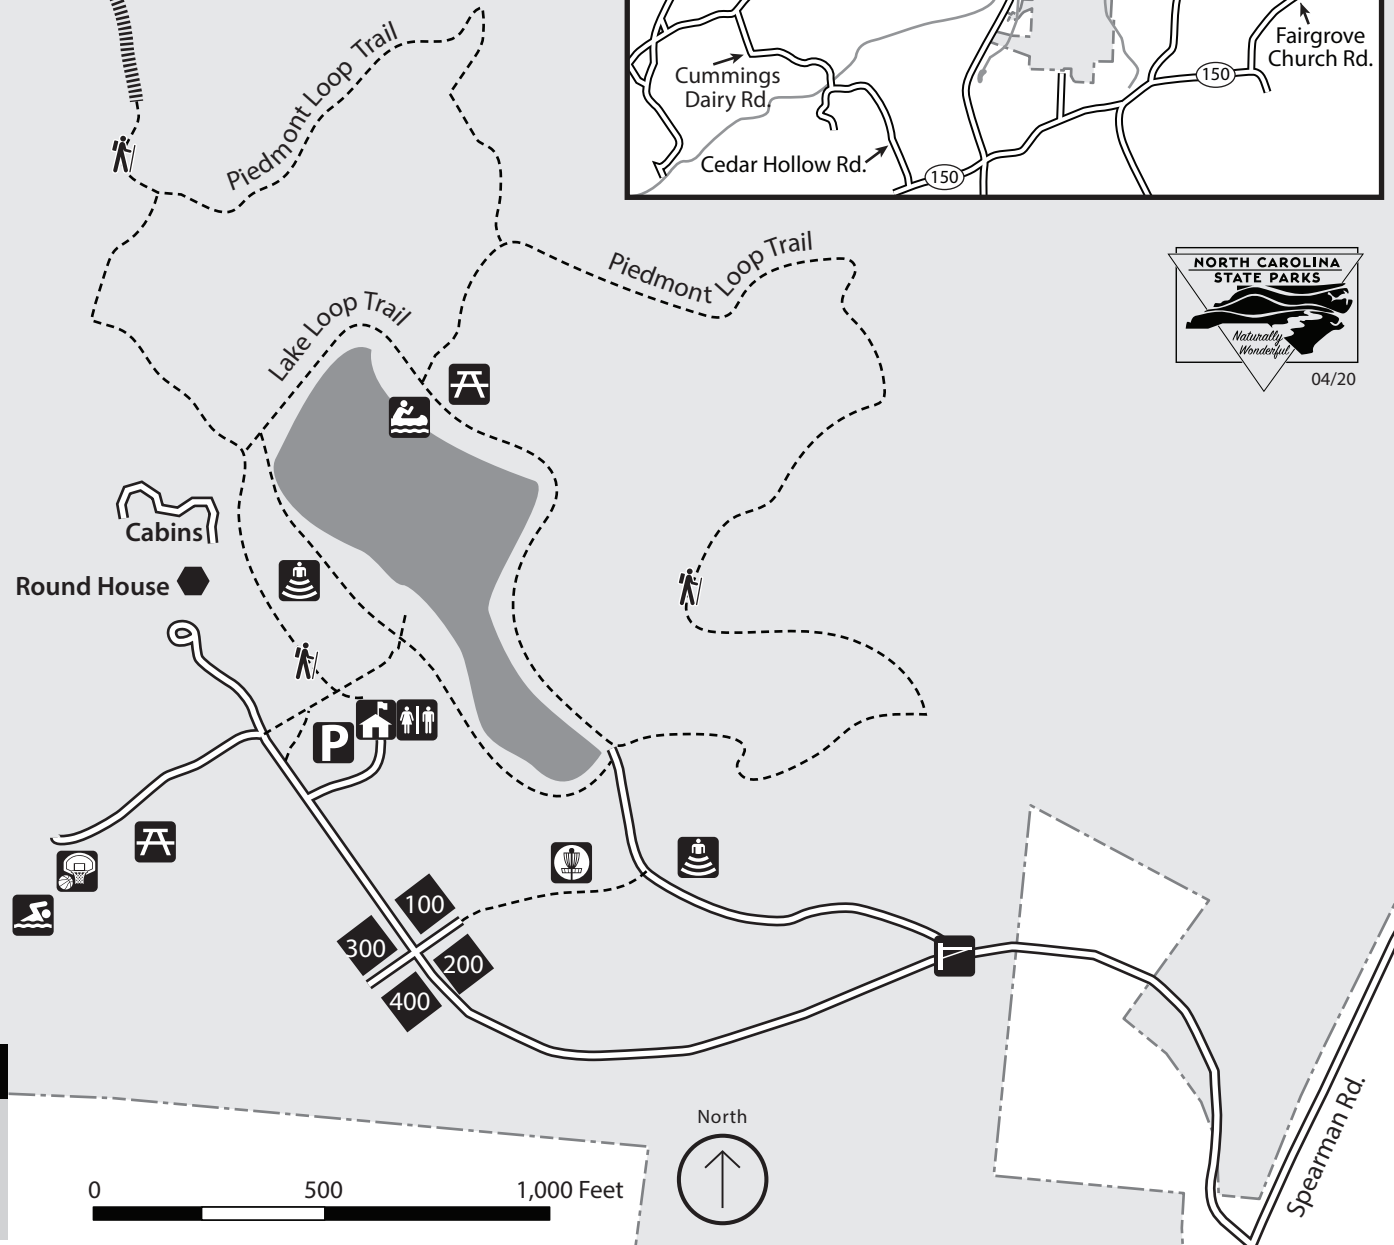 Fairgrove
Church Rd.
150
Cummings
Dairy Rd.
Cedar Hollow Rd.
150
Piedmont Loop Trail
Piedmont Loop Trail
NORTH CAROLINA
STATE PARKS
Naturally
Wonderful
04/20
Lake Loop Trail
Cabins
Round House
P
100
300
200
400
Spearman Rd.
North
0 500 1,000 Feet